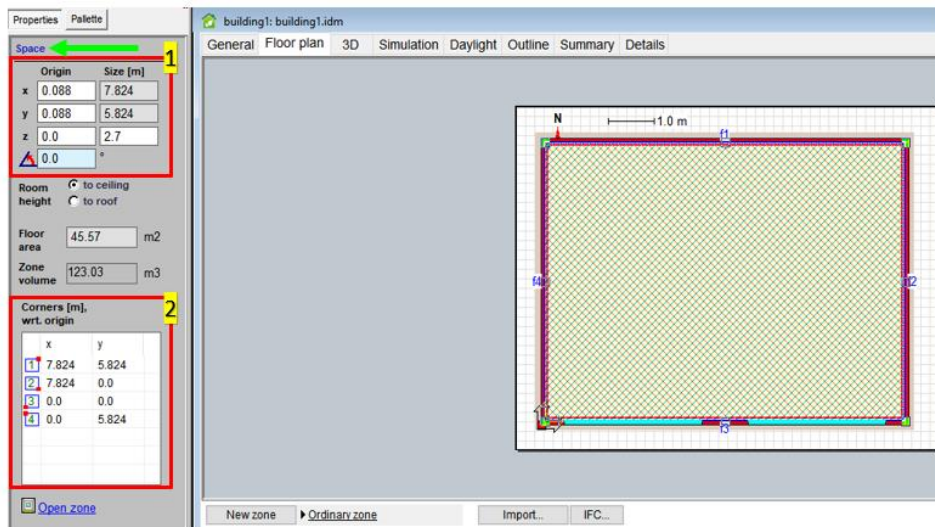 Properties Palette
building1: building1.idm
General Floor plan 3D Simulation Daylight Outline Summary Details
Space
1
Origin Size [m]
x 0.088 7.824
y 0.088 5.824
z 0.0 2.7
0.0 °
Room height
to ceiling
to roof
Floor area 45.57 m2
Zone volume 123.03 m3
2
Corners [m],
wrt. origin
x y
1 7.824 5.824
2 7.824 0.0
3 0.0 0.0
4 0.0 5.824
Open zone
N 1.0 m
f1
f4 f2
f3
New zone Ordinary zone Import... IFC...